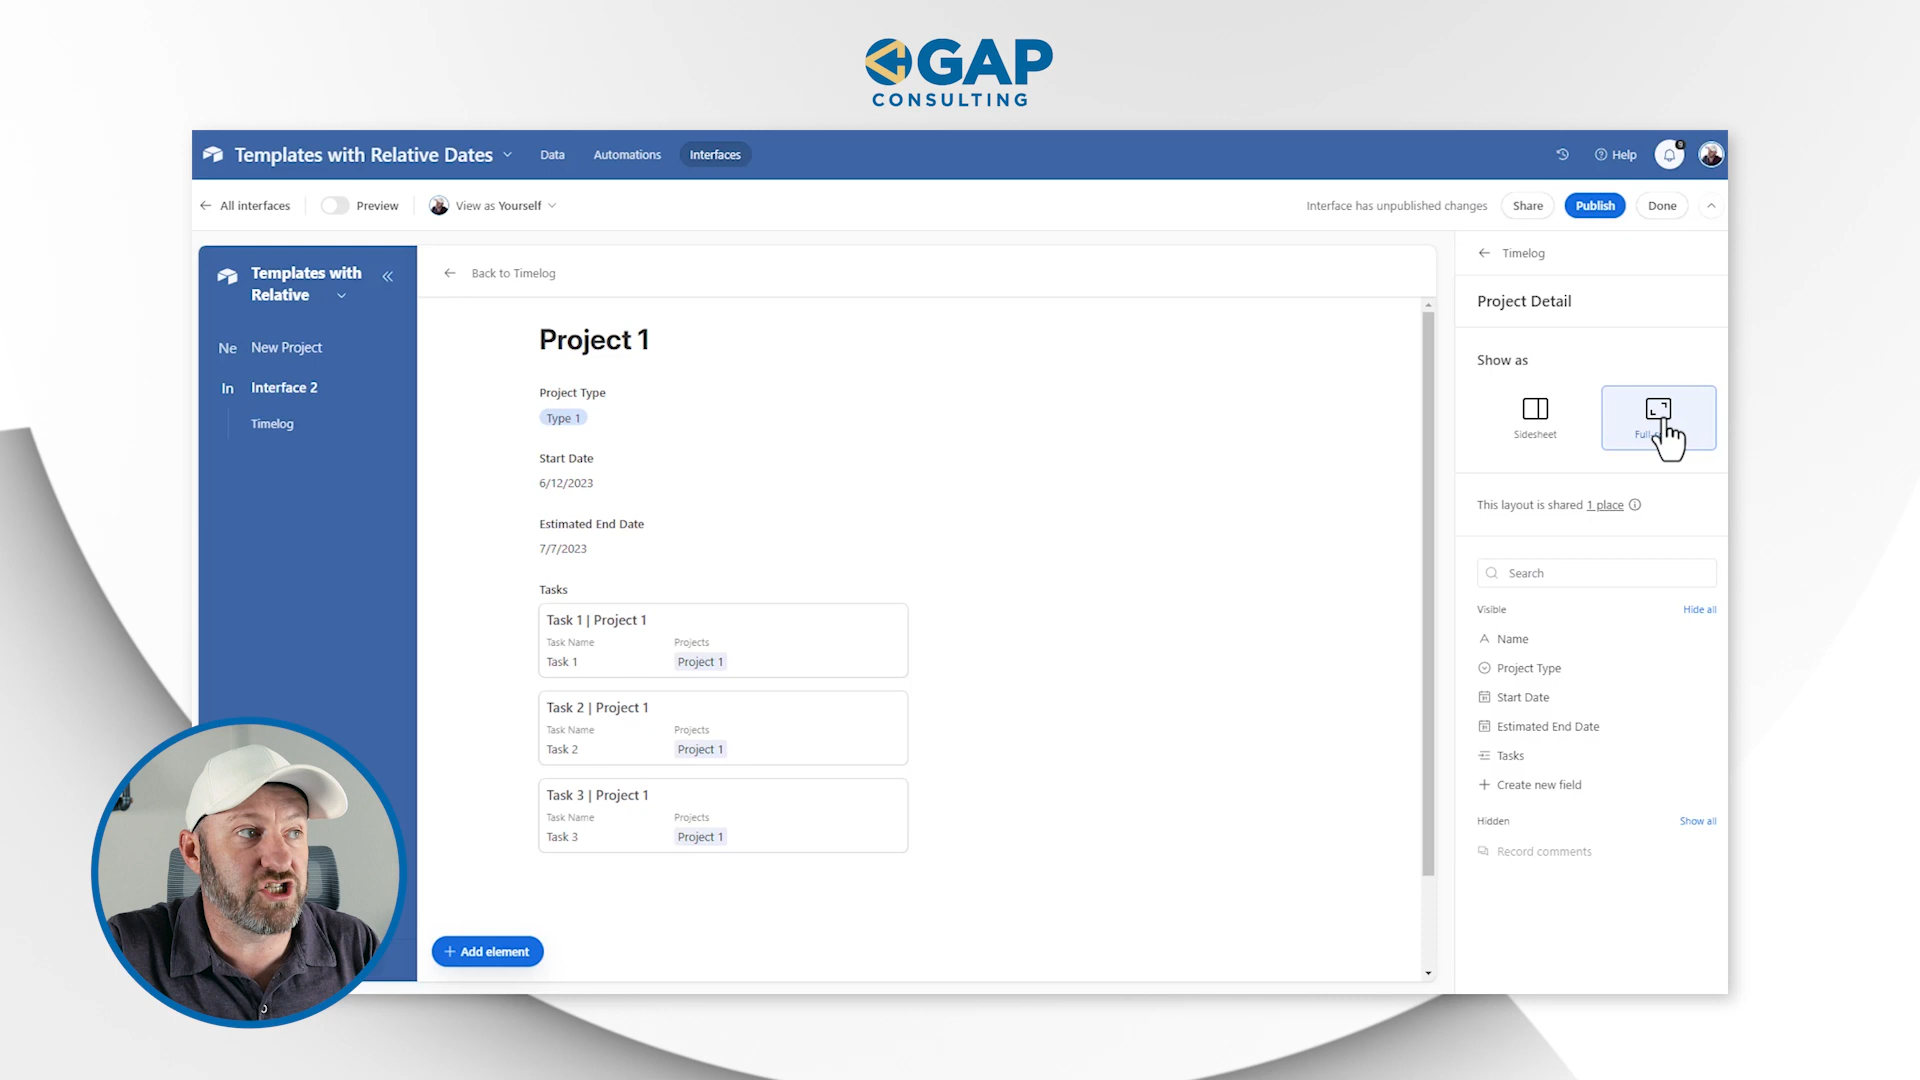 GAP
CONSULTING
Templates with Relative Dates
Data
Automations
Interfaces
Help
9
All interfaces
Preview
View as Yourself
Interface has unpublished changes
Share
Publish
Done
Templates with
Relative
Ne New Project
In Interface 2
Timelog
Back to Timelog
Project 1
Project Type
Type 1
Start Date
6/12/2023
Estimated End Date
7/7/2023
Tasks
Task 1 | Project 1
Task Name Projects
Task 1 Project 1
Task 2 | Project 1
Task Name Projects
Task 2 Project 1
Task 3 | Project 1
Task Name Projects
Task 3 Project 1
+ Add element
Timelog
Project Detail
Show as
Sidesheet
This layout is shared 1 place
Search
Visible Hide all
Name
Project Type
Start Date
Estimated End Date
Tasks
+ Create new field
Hidden Show all
Record comments